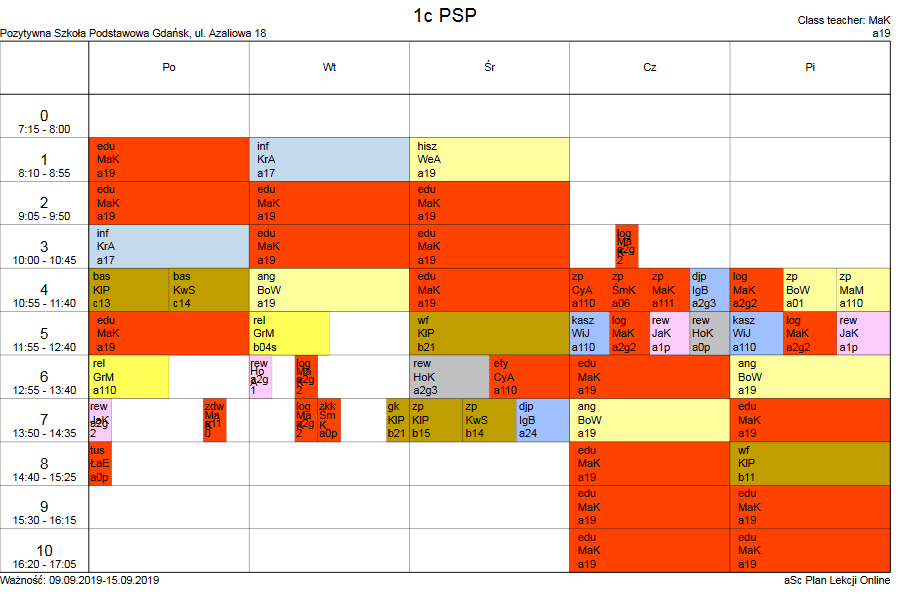 1c PSP
Class teacher: MaK
Pozytywna Szkoła Podstawowa Gdańsk, ul. Azaliowa 18
a19
Po Wt Śr Cz Pi
0
7:15 - 8:00
1
8:10 - 8:55
edu inf hisz
MaK KrA WeA
a19 a17 a19
2
9:05 - 9:50
edu edu edu
MaK MaK MaK
a19 a19 a19
3
10:00 - 10:45
inf edu edu log
KrA MaK MaK
a17 a19 a19
4
10:55 - 11:40
bas bas ang edu zp zp zp djp log zp zp
KlP KwS BoW MaK CyA ŚmK MaK IgB MaK BoW MaM
c13 c14 a19 a19 a110 a06 a111 a2g3 a2g2 a01 a110
5
11:55 - 12:40
edu rel wf kasz log rew rew kasz log rew
MaK GrM KlP WiJ MaK JaK HoK WiJ MaK JaK
a19 b04s b21 a110 a2g2 a1p a0p a110 a2g2 a1p
6
12:55 - 13:40
rel rew log rew ety edu ang
GrM HoK CyA MaK BoW
a110 a2g3 a110 a19 a19
7
13:50 - 14:35
rew zdw log zkk gk zp zp djp ang edu
KlP KlP KwS IgB BoW MaK
a0p b21 b15 b14 a24 a19 a19
8
14:40 - 15:25
tus edu wf
ŁaE MaK KlP
a0p a19 b11
9
15:30 - 16:15
edu edu
MaK MaK
a19 a19
10
16:20 - 17:05
edu edu
MaK MaK
a19 a19
Ważność: 09.09.2019-15.09.2019
aSc Plan Lekcji Online